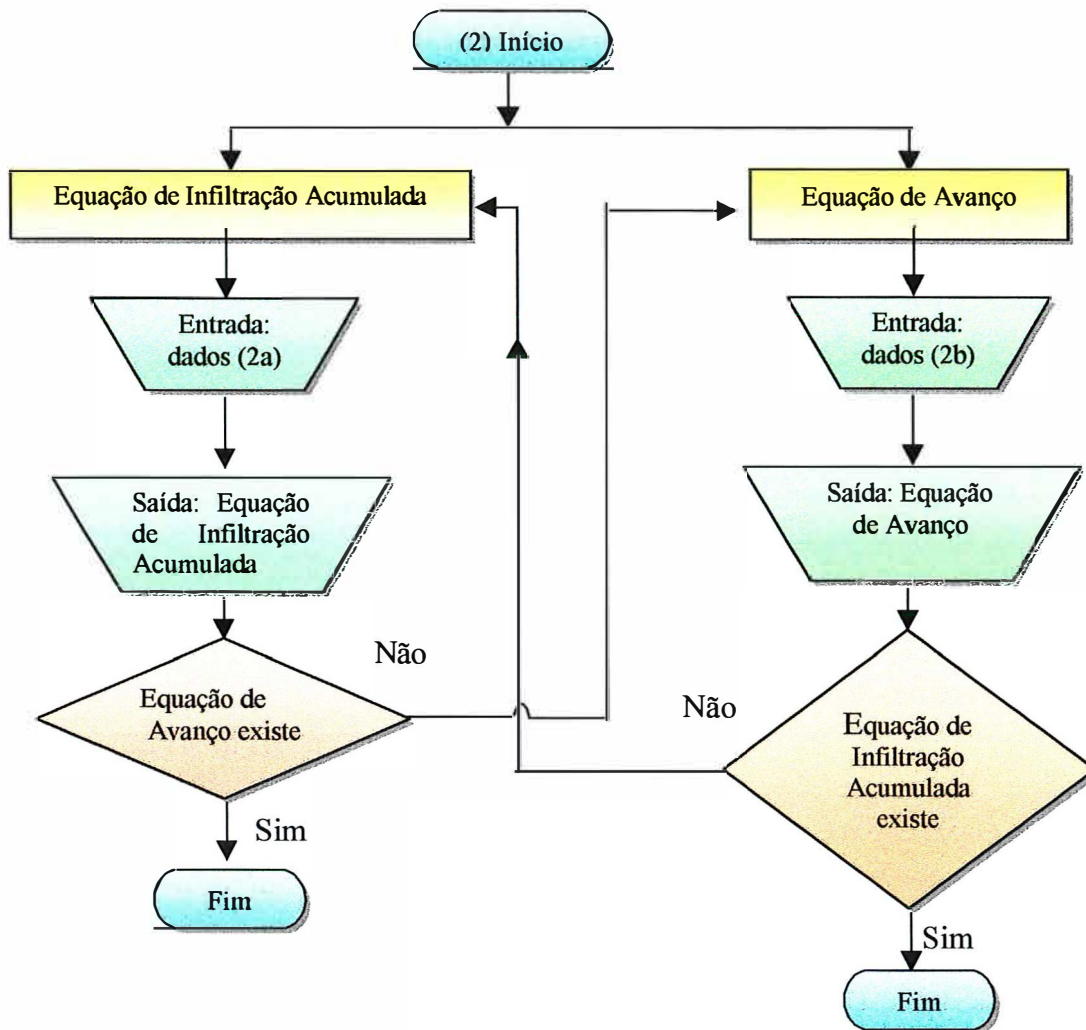 (2) Início
Equação de Infiltração Acumulada
Equação de Avanço
Entrada:
dados (2a)
Entrada:
dados (2b)
Saída: Equação
de Infiltração
Acumulada
Saída: Equação
de Avanço
Não
Equação de
Avanço existe
Não
Equação de
Infiltração
Acumulada
existe
Sim
Fim
Sim
Fim